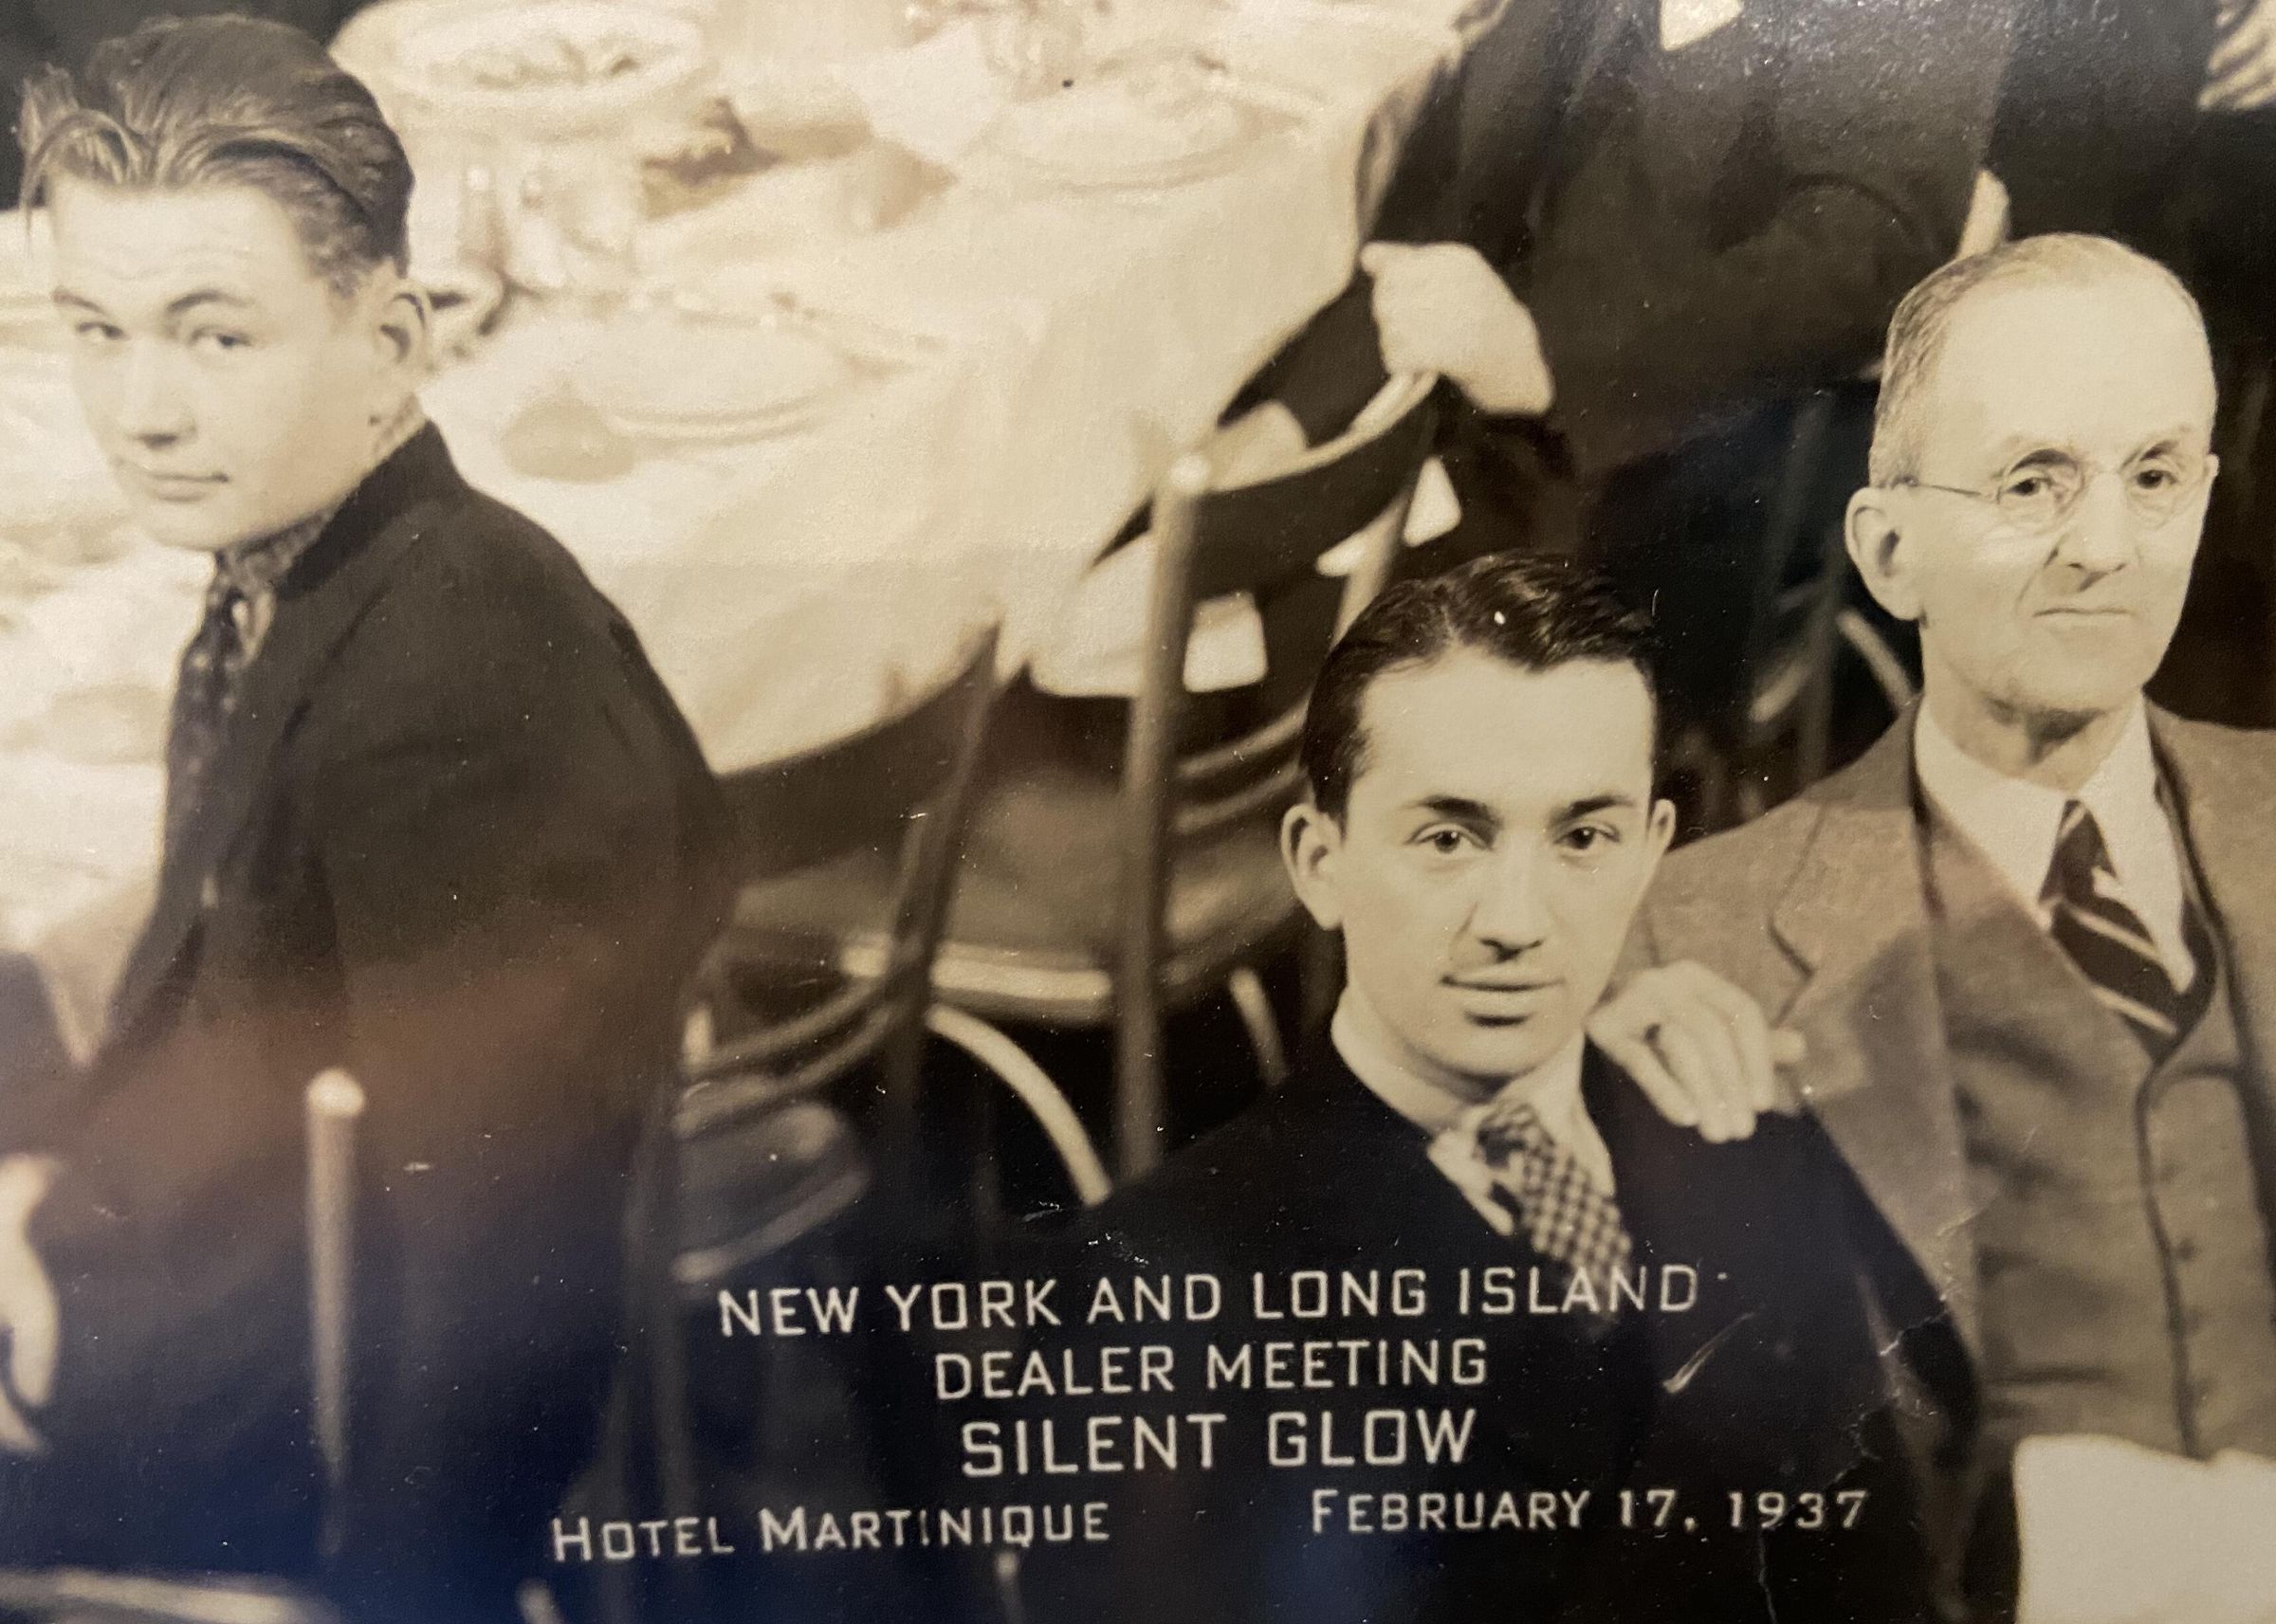 NEW YORK AND LONG ISLAND
DEALER MEETING
SILENT GLOW
HOTEL MARTINIQUE FEBRUARY 17, 1937